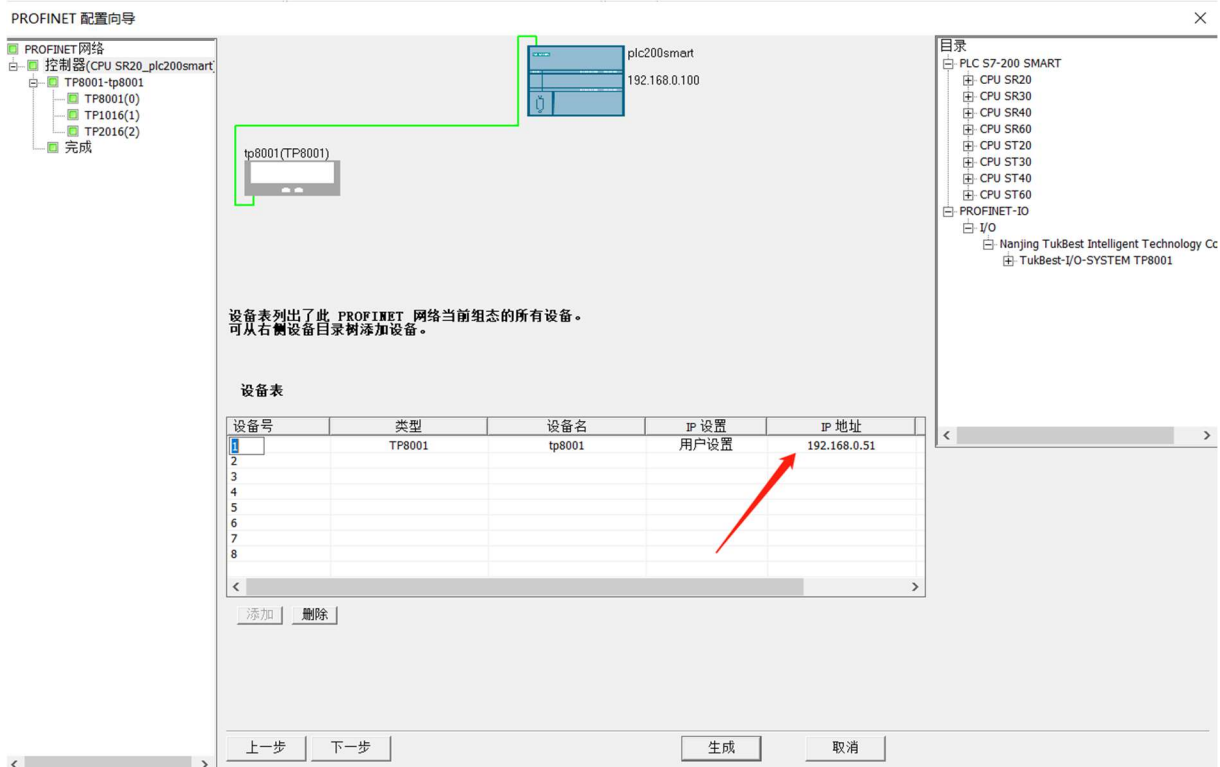 PROFINET 配置向导
PROFINET网络
控制器(CPU SR20_plc200smart)
TP8001-tp8001
TP8001(0)
TP1016(1)
TP2016(2)
完成
plc200smart
192.168.0.100
tp8001(TP8001)
设备表列出了此 PROFINET 网络当前组态的所有设备。
可从右侧设备目录树添加设备。
设备表
设备号 类型 设备名 IP 设置 IP 地址
1 TP8001 tp8001 用户设置 192.168.0.51
2
3
4
5
6
7
8
添加 删除
上一步 下一步 生成 取消
目录
PLC S7-200 SMART
CPU SR20
CPU SR30
CPU SR40
CPU SR60
CPU ST20
CPU ST30
CPU ST40
CPU ST60
PROFINET-IO
I/O
Nanjing TukBest Intelligent Technology Co
TukBest-I/O-SYSTEM TP8001